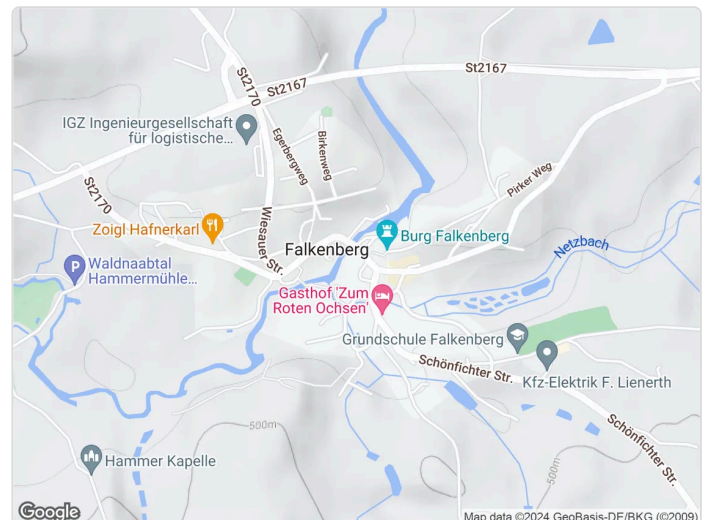 St2167
St2170
St2167
IGZ Ingenieurgesellschaft
für logistische...
Egerbergweg
Birkenweg
St2170
Pirker Weg
Wiesauer Str.
Zoigl Hafnerkarl
Burg Falkenberg
Falkenberg
Netzbach
Waldnaabtal
Hammermühle...
Gasthof 'Zum
Roten Ochsen'
Grundschule Falkenberg
Schönfichter Str.
Kfz-Elektrik F. Lienerth
Schönfichter Str.
500m
Hammer Kapelle
500m
Google
Map data ©2024 GeoBasis-DE/BKG (©2009)